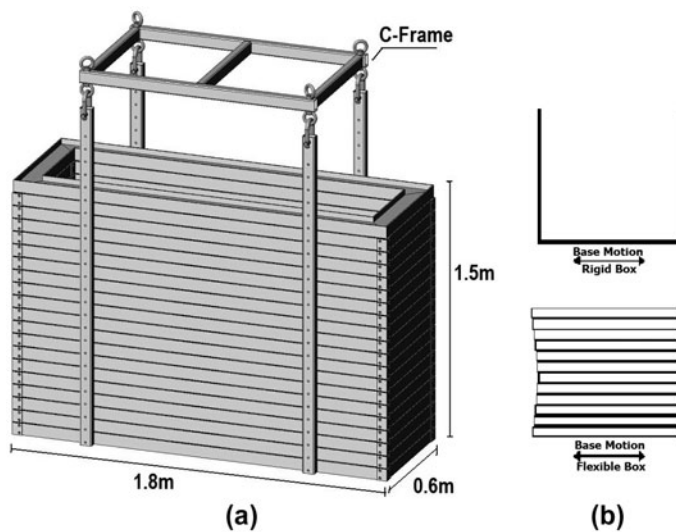 C-Frame
1.5m
1.8m
0.6m
(a)
Base Motion
Rigid Box
Base Motion
Flexible Box
(b)